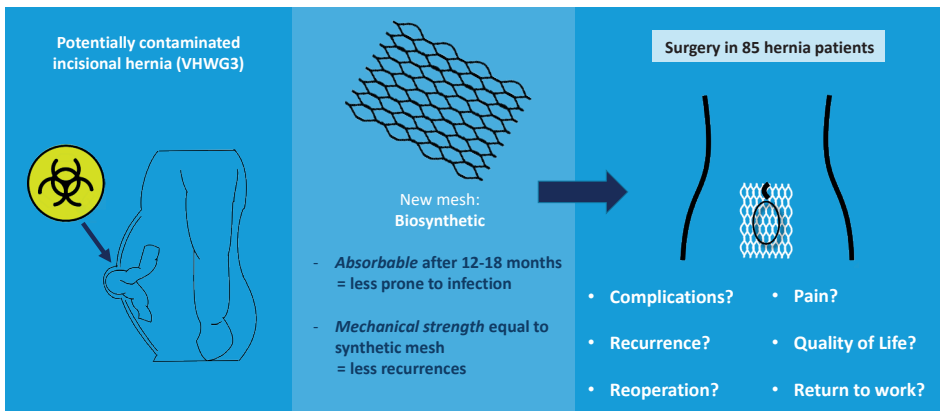 Potentially contaminated
incisional hernia (VHWG3)
New mesh:
Biosynthetic
- Absorbable after 12-18 months
= less prone to infection
- Mechanical strength equal to
synthetic mesh
= less recurrences
Surgery in 85 hernia patients
• Complications?
• Recurrence?
• Reoperation?
• Pain?
• Quality of Life?
• Return to work?